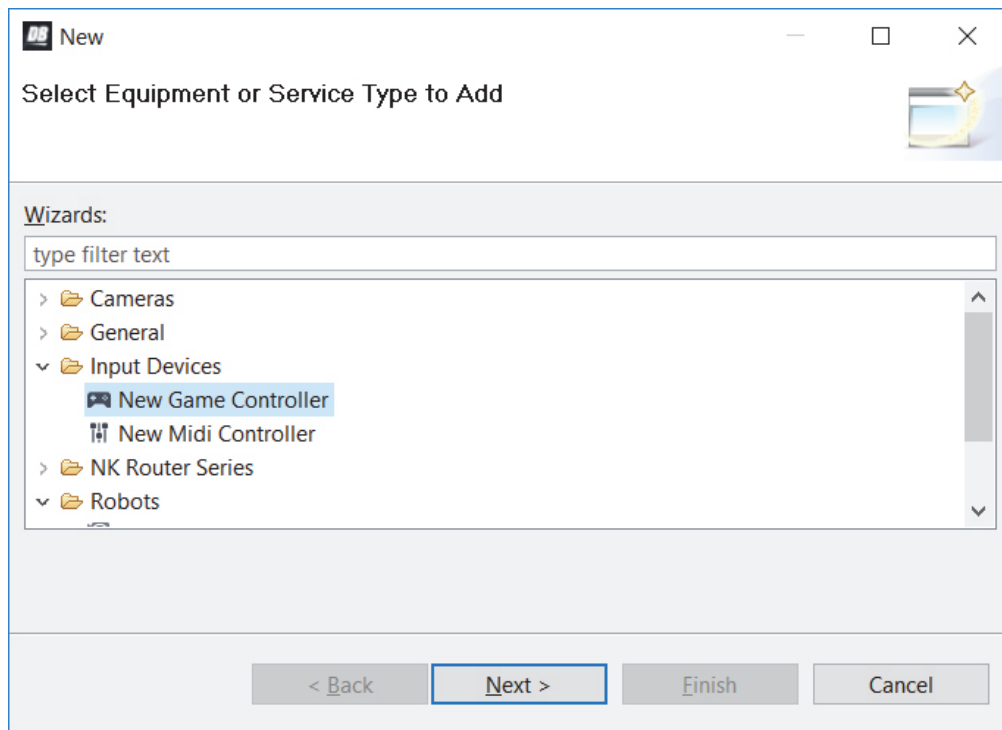 DB New
Select Equipment or Service Type to Add
Wizards:
type filter text
Cameras
General
Input Devices
New Game Controller
New Midi Controller
NK Router Series
Robots
< Back Next > Finish Cancel